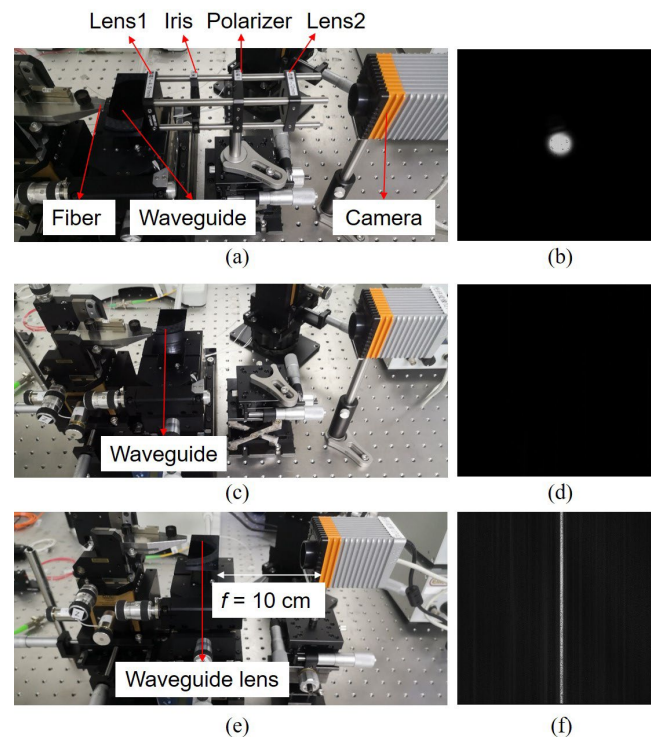 Lens1 Iris Polarizer Lens2
Fiber Waveguide Camera
(a) (b)
Waveguide
(c) (d)
f = 10 cm
Waveguide lens
(e) (f)